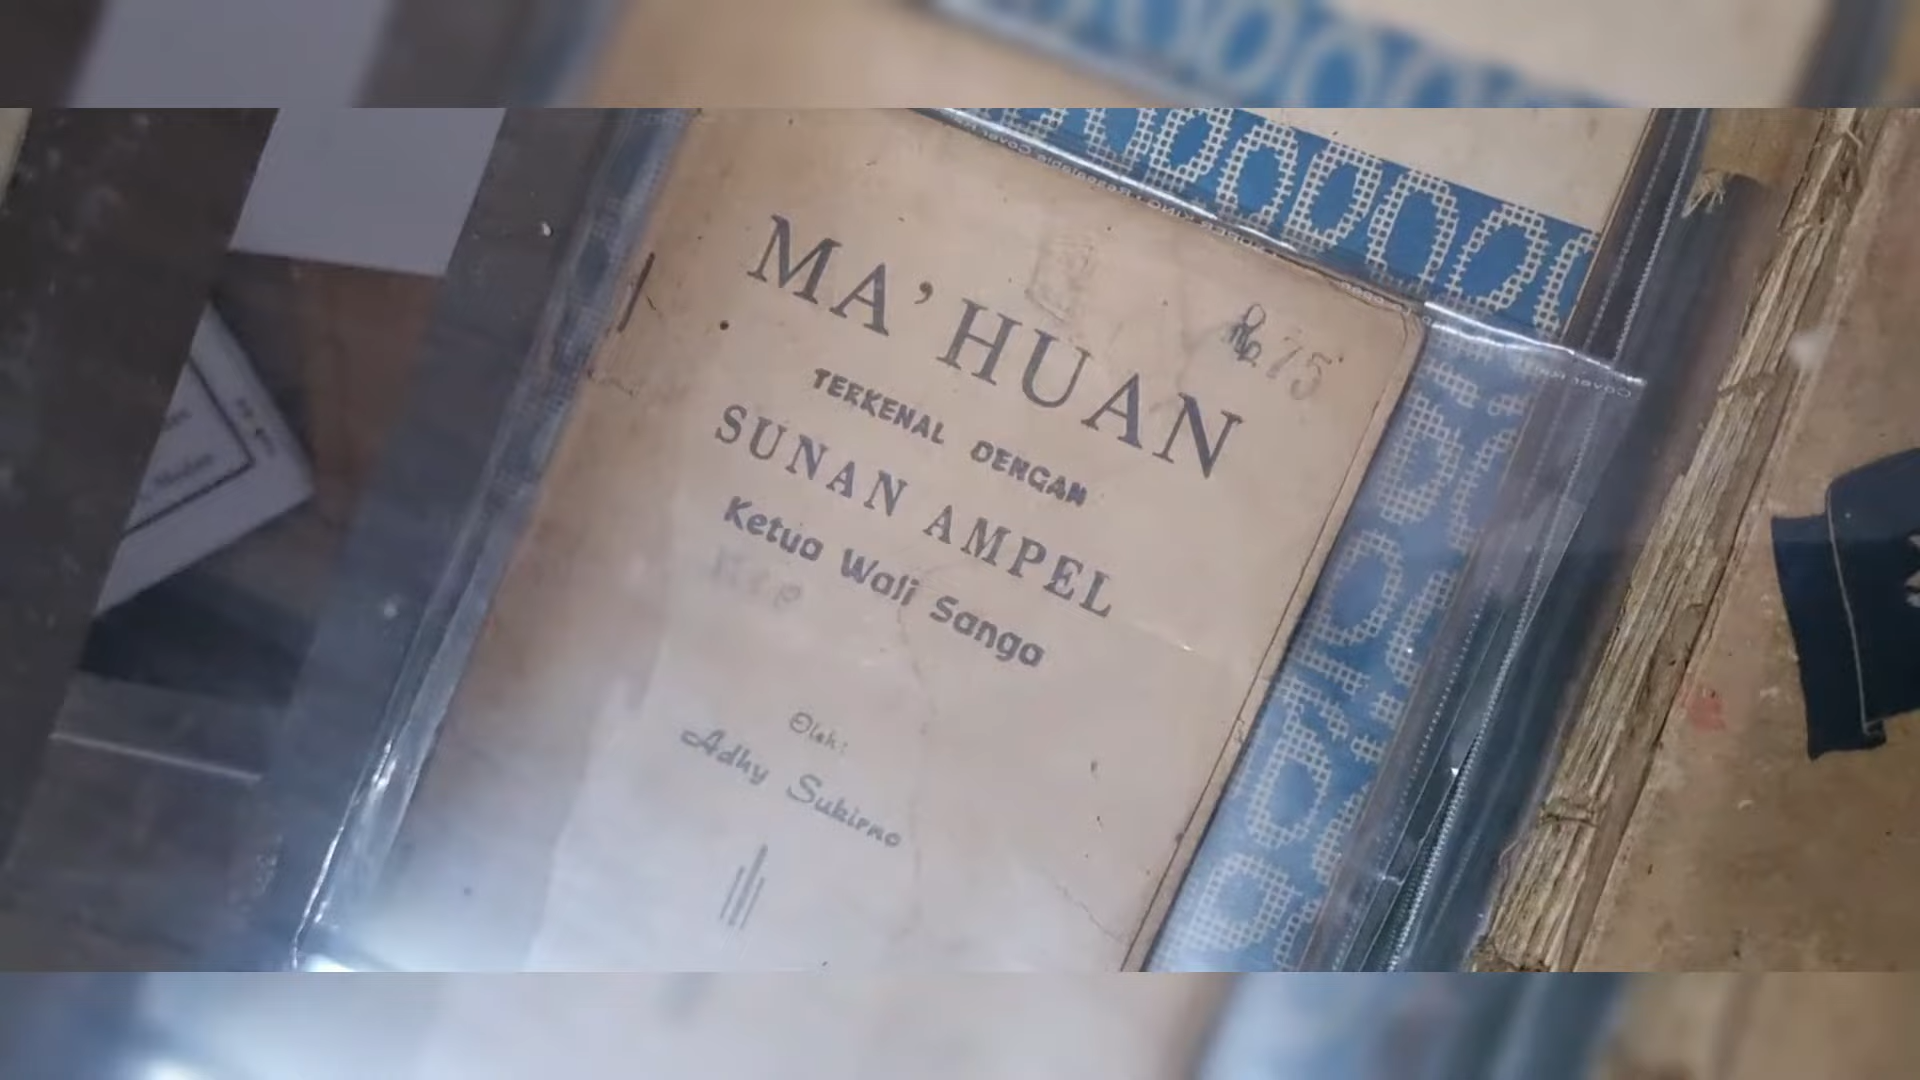 MA'HUAN
TERKENAL DENGAN
SUNAN AMPEL
Ketua Wali Sanga
Oleh:
Adhy Sukirno